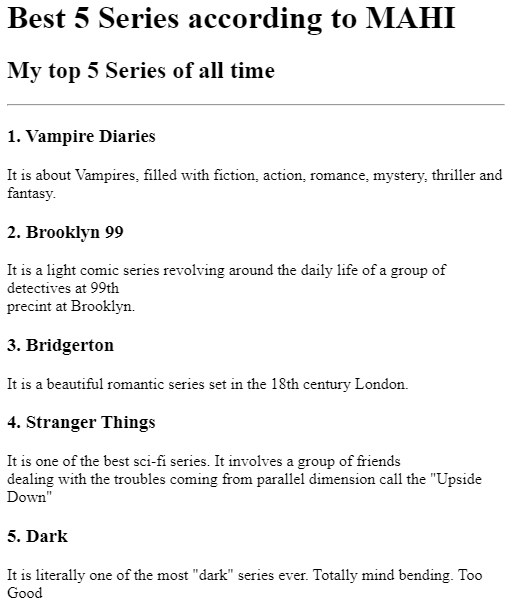 Best 5 Series according to MAHI
My top 5 Series of all time
1. Vampire Diaries
It is about Vampires, filled with fiction, action, romance, mystery, thriller and
fantasy.
2. Brooklyn 99
It is a light comic series revolving around the daily life of a group of
detectives at 99th
precint at Brooklyn.
3. Bridgerton
It is a beautiful romantic series set in the 18th century London.
4. Stranger Things
It is one of the best sci-fi series. It involves a group of friends
dealing with the troubles coming from parallel dimension call the "Upside
Down"
5. Dark
It is literally one of the most "dark" series ever. Totally mind bending. Too
Good